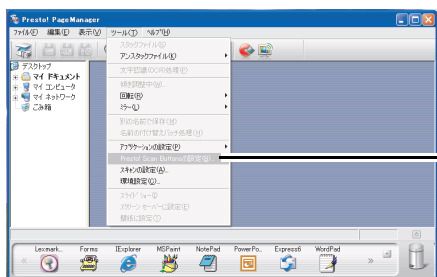 Presto! PageManager
ファイル(F) 編集(E) 表示(V) ツール(T) ヘルプ(H)
スタックファイル(S)
アンスタックファイル(K)
文字認識(OCR)処理(P)
傾き調整中(W)...
回転(R)
ミラー(L)
別の名前で保存(M)
名前の付け替えバッチ処理(H)
アプリケーションの設定(P)
Presto! Scan Buttonsの設定(B)...
スキャンの設定(A)...
環境設定(C)...
スライドショー(D)
スクリーンセーバーに設定(E)
壁紙に設定(T)
デスクトップ
マイ ドキュメント
マイ コンピュータ
マイ ネットワーク
ごみ箱
Lexmark... Forms IExplorer MSPaint NotePad PowerPo.. Express6 WordPad